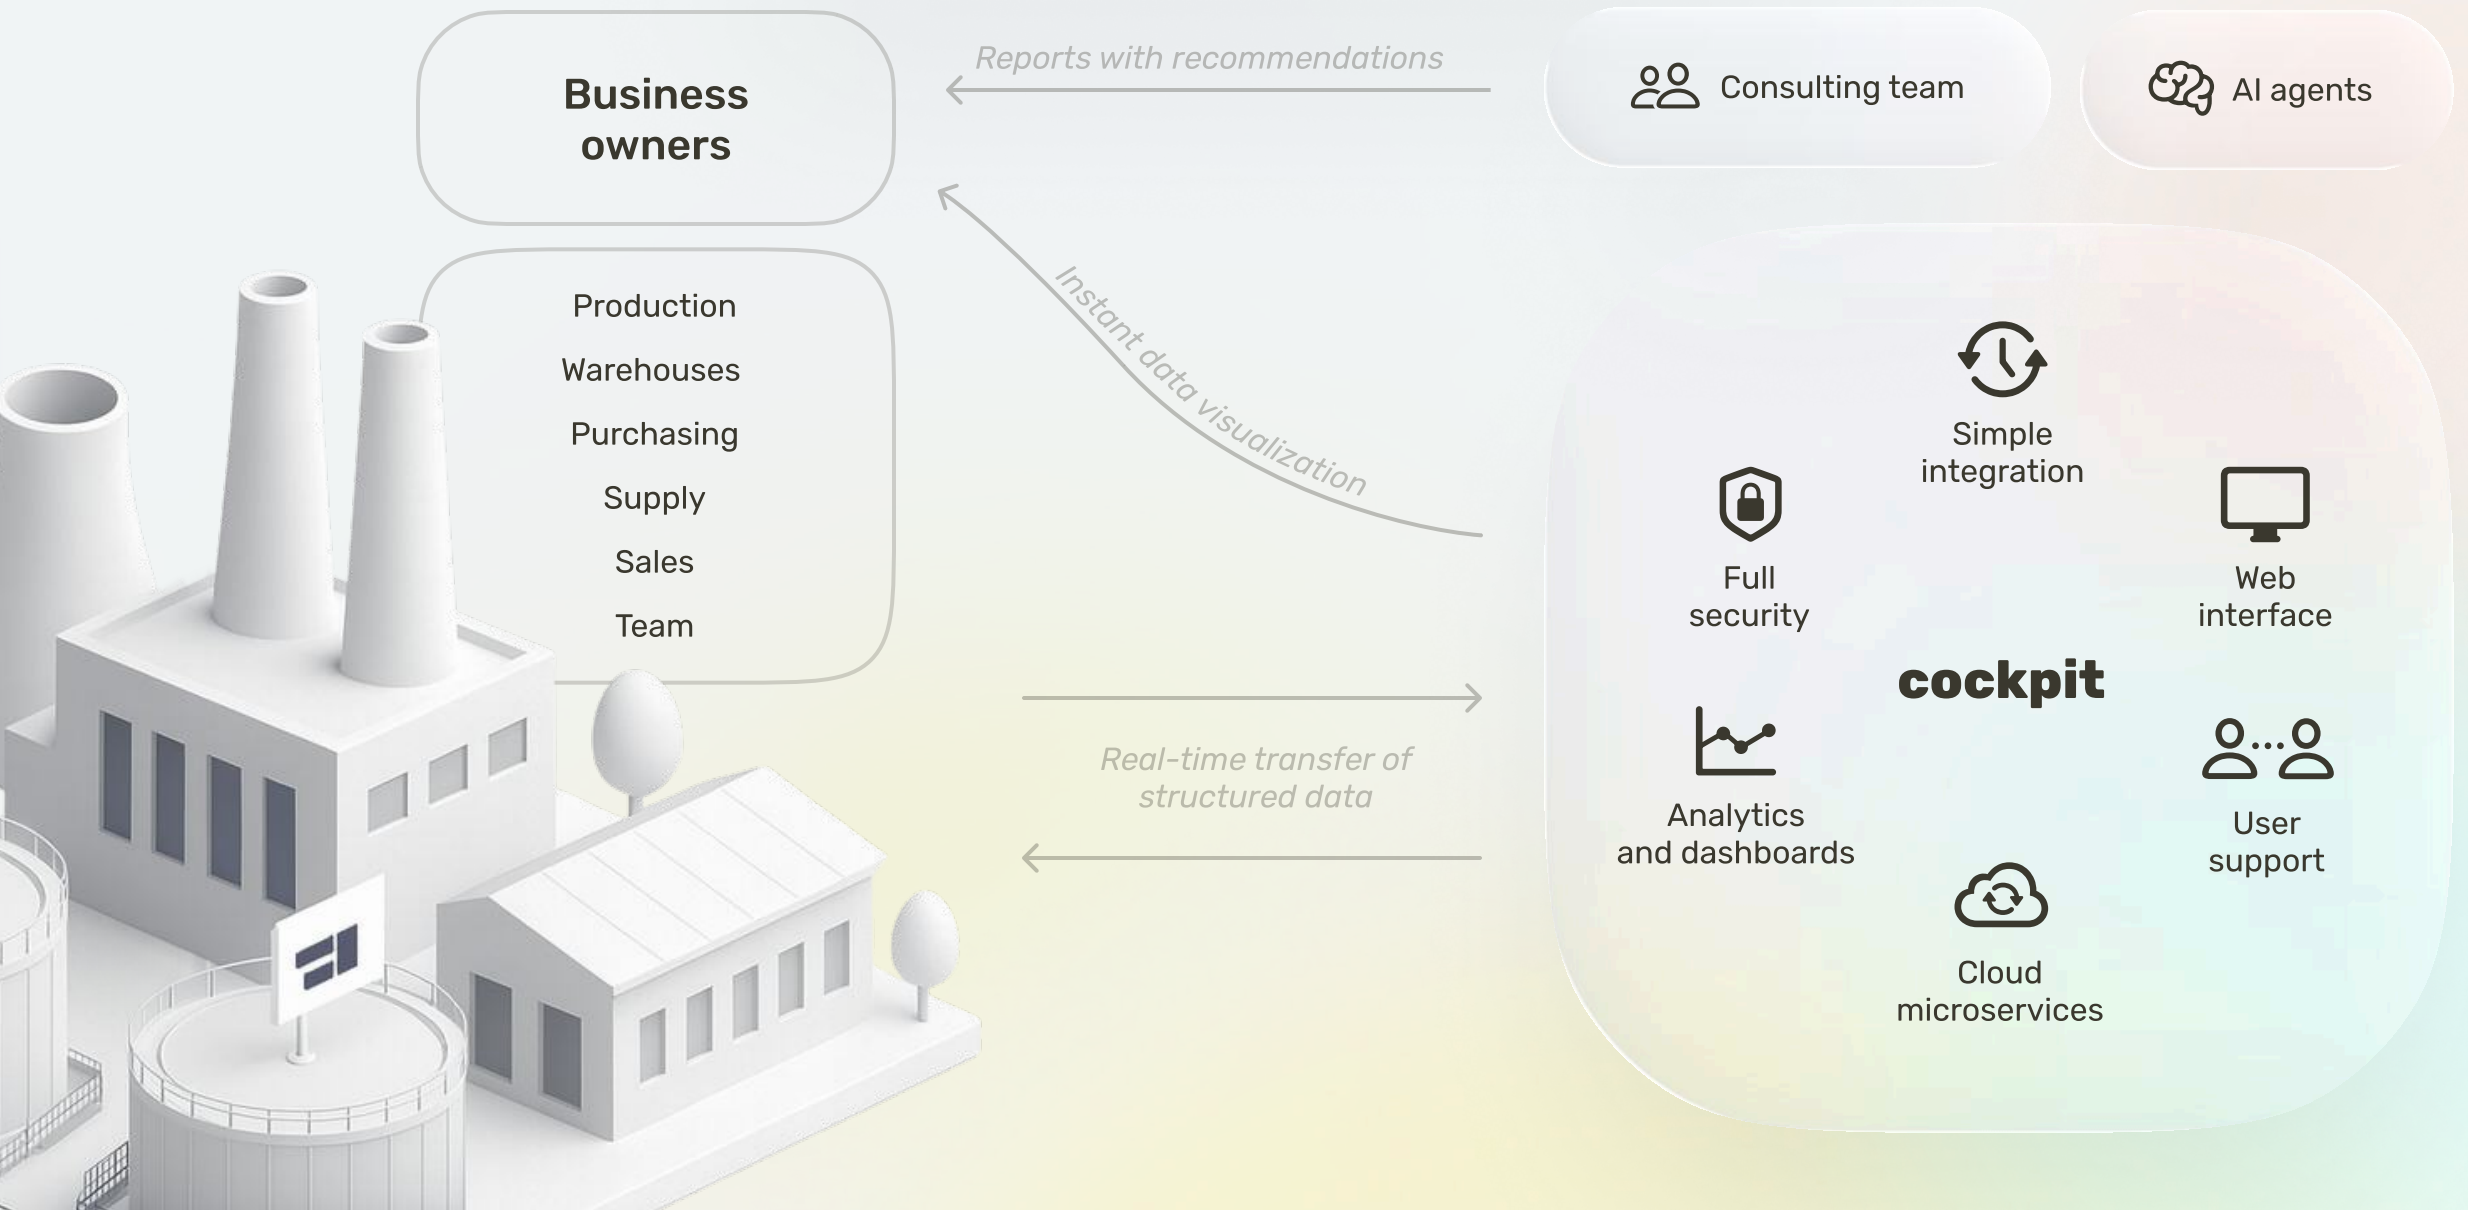 Business
owners
Reports with recommendations
Consulting team
AI agents
Production
Warehouses
Purchasing
Supply
Sales
Team
Instant data visualization
Real-time transfer of
structured data
Simple
integration
Full
security
Web
interface
cockpit
Analytics
and dashboards
User
support
Cloud
microservices